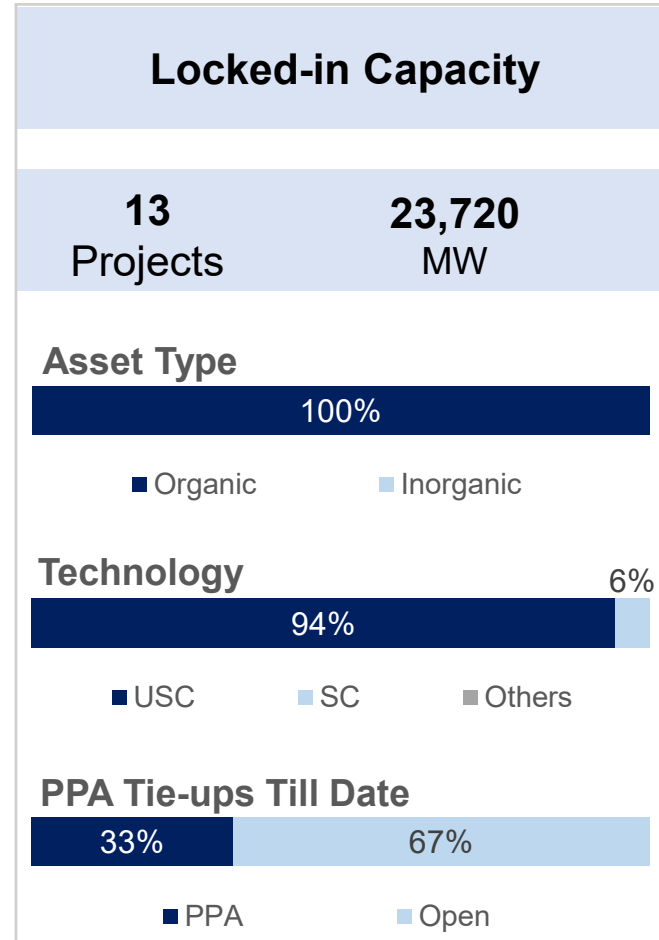 Locked-in Capacity
13 23,720
Projects MW
Asset Type
100%
Organic Inorganic
Technology
6%
94%
USC SC Others
PPA Tie-ups Till Date
33% 67%
PPA Open